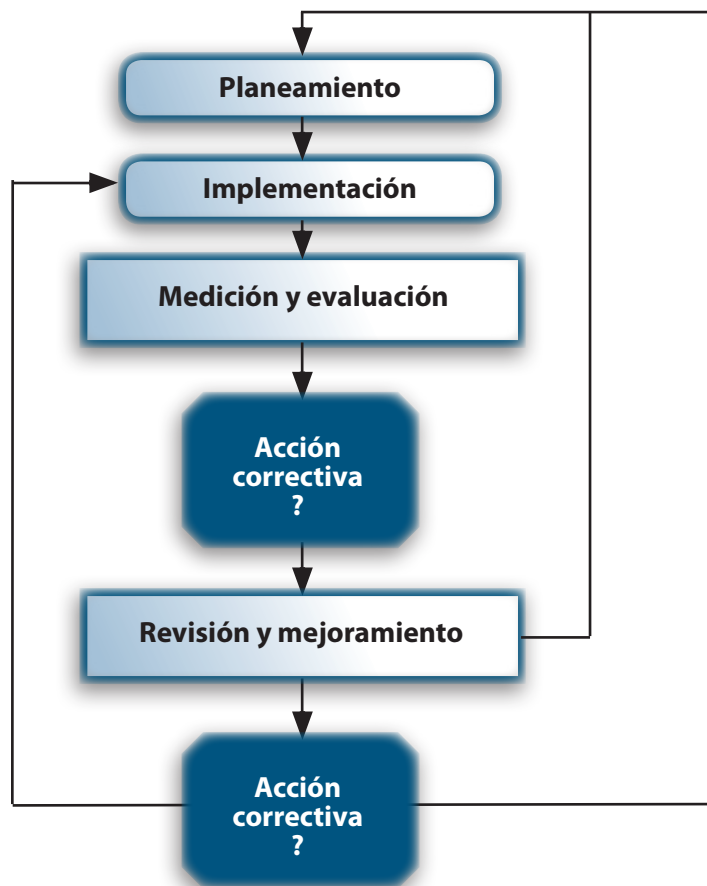 Planeamiento
Implementación
Medición y evaluación
Acción
correctiva
?
Revisión y mejoramiento
Acción
correctiva
?